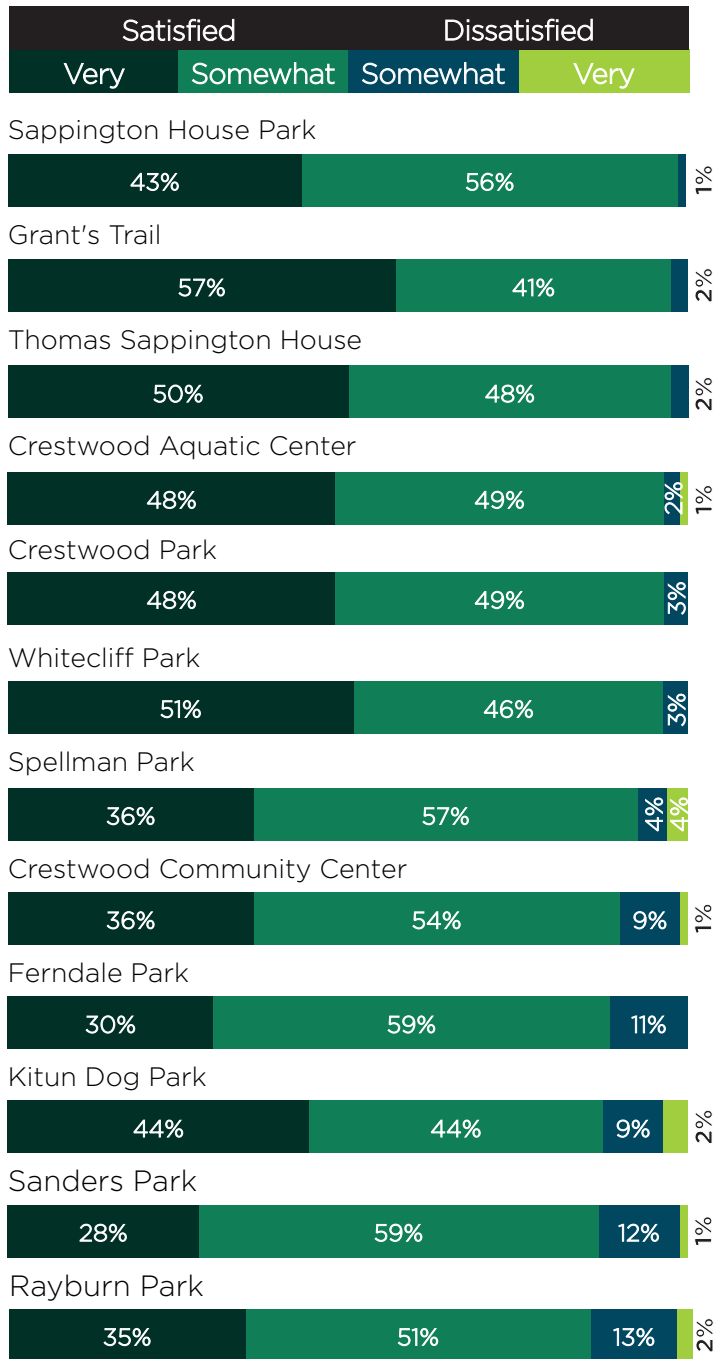 Satisfied Dissatisfied
Very Somewhat Somewhat Very
Sappington House Park
43% 56% 1%
Grant's Trail
57% 41% 2%
Thomas Sappington House
50% 48% 2%
Crestwood Aquatic Center
48% 49% 2% 1%
Crestwood Park
48% 49% 3%
Whitecliff Park
51% 46% 3%
Spellman Park
36% 57% 4% 4%
Crestwood Community Center
36% 54% 9% 1%
Ferndale Park
30% 59% 11%
Kitun Dog Park
44% 44% 9% 2%
Sanders Park
28% 59% 12% 1%
Rayburn Park
35% 51% 13% 2%